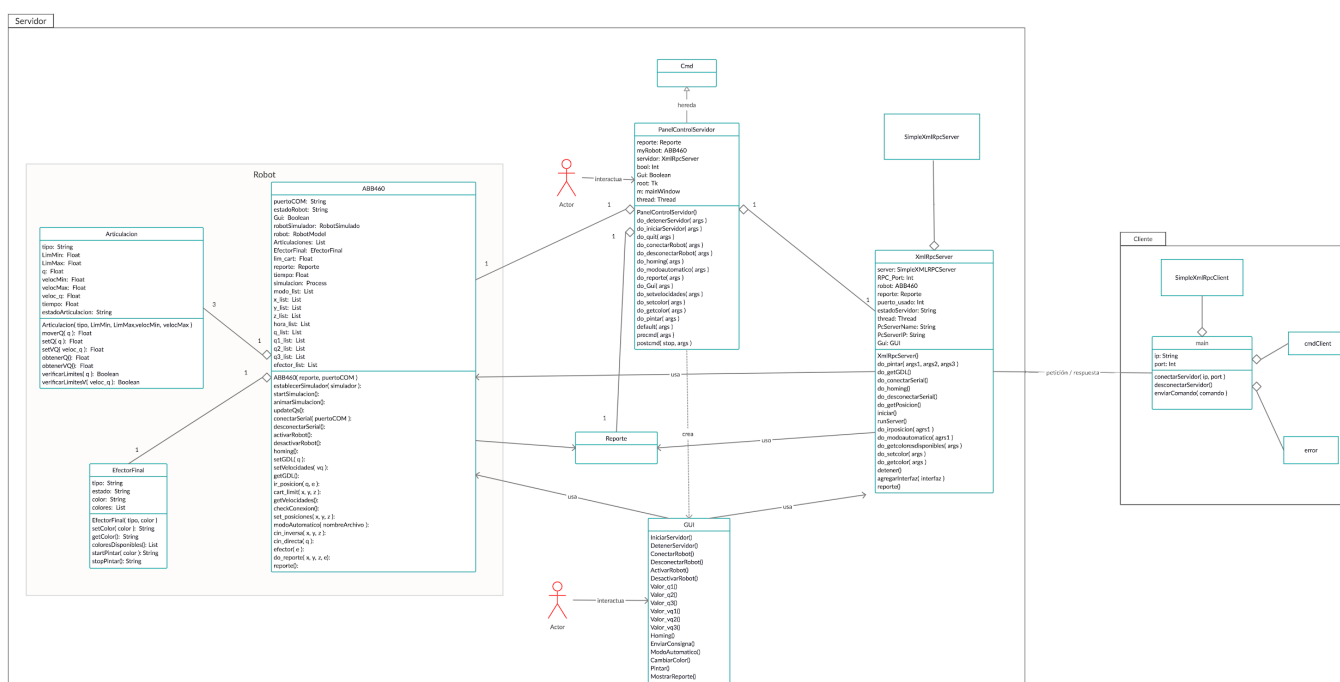 Servidor
Cmd
hereda
PanelControlServidor
reporte: Reporte
myRobot: ABB460
servidor: XmlRpcServer
bool: Int
Gui: Boolean
root: Tk
m: mainWindow
thread: Thread
PanelControlServidor()
do_detenerServidor( args )
do_iniciarServidor( args )
do_quit( args )
do_conectarRobot( args )
do_desconectarRobot( args )
do_homing( args )
do_modoautomatico( args )
do_reporte( args )
do_Gui( args )
do_setvelocidades( args )
do_setcolor( args )
do_getcolor( args )
do_pintar( args )
default( args )
precmd( args )
postcmd( stop, args )
Actor
interactua
1
1
1
SimpleXmlRpcServer
Robot
ABB460
puertoCOM: String
estadoRobot: String
Gui: Boolean
robotSimulador: RobotSimulado
robot: RobotModel
Articulaciones: List
EfectorFinal: EfectorFinal
lim_cart: Float
reporte: Reporte
tiempo: Float
simulacion: Process
modo_list: List
x_list: List
y_list: List
z_list: List
hora_list: List
q_list: List
q1_list: List
q2_list: List
q3_list: List
efector_list: List
ABB460( reporte, puertoCOM )
establecerSimulador( simulador ):
startSimulacion():
animarSimulacion():
updateQs():
conectarSerial( puertoCOM ):
desconectarSerial():
activarRobot():
desactivarRobot():
homing():
setGDL( q ):
setVelocidades( vq ):
getGDL():
ir_posicion( q, e ):
cart_limit( x, y, z ):
getVelocidades():
checkConexion():
set_posiciones( x, y, z ):
modoAutomatico( nombreArchivo ):
cin_inversa( x, y, z ):
cin_directa( q ):
efector( e ):
do_reporte( x, y, z, e):
reporte():
Articulacion
tipo: String
LimMin: Float
LimMax: Float
q: Float
velocMin: Float
velocMax: Float
veloc_q: Float
tiempo: Float
estadoArticulacion: String
Articulacion( tipo, LimMin, LimMax,velocMin, velocMax )
moverQ( q ): Float
setQ( q ): Float
setVQ( veloc_q ): Float
obtenerQ(): Float
obtenerVQ(): Float
verificarLimites( q ): Boolean
verificarLimitesV( veloc_q ): Boolean
3
1
1
1
EfectorFinal
tipo: String
estado: String
color: String
colores: List
EfectorFinal( tipo, color )
setColor( color ): String
getColor(): String
coloresDisponibles(): List
startPintar( color ): String
stopPintar(): String
XmlRpcServer
server: SimpleXMLRPCServer
RPC_Port: Int
robot: ABB460
reporte: Reporte
puerto_usado: Int
estadoServidor: String
thread: Thread
PcServerName: String
PcServerIP: String
Gui: GUI
XmlRpcServer()
do_pintar( args1, args2, args3 )
do_getGDL()
do_conectarSerial()
do_homing()
do_desconectarSerial()
do_getPosicion()
iniciar()
runServer()
do_irposicion( agrs1 )
do_modoautomatico( agrs1 )
do_getcoloresdisponibles( args )
do_setcolor( args )
do_getcolor( args )
detener()
agregarInterfaz( interfaz )
reporte()
1
usa
1
Reporte
uso
crea
usa
usa
GUI
IniciarServidor()
DetenerServidor()
ConectarRobot()
DesconectarRobot()
ActivarRobot()
DesactivarRobot()
Valor_q1()
Valor_q2()
Valor_q3()
Valor_vq1()
Valor_vq2()
Valor_vq3()
Homing()
EnviarConsigna()
ModoAutomatico()
CambiarColor()
Pintar()
MostrarReporte()
Actor
interactua
petición / respuesta
Cliente
SimpleXmlRpcClient
main
ip: String
port: Int
conectarServidor( ip, port )
desconectarServidor()
enviarComando( comando )
cmdClient
error